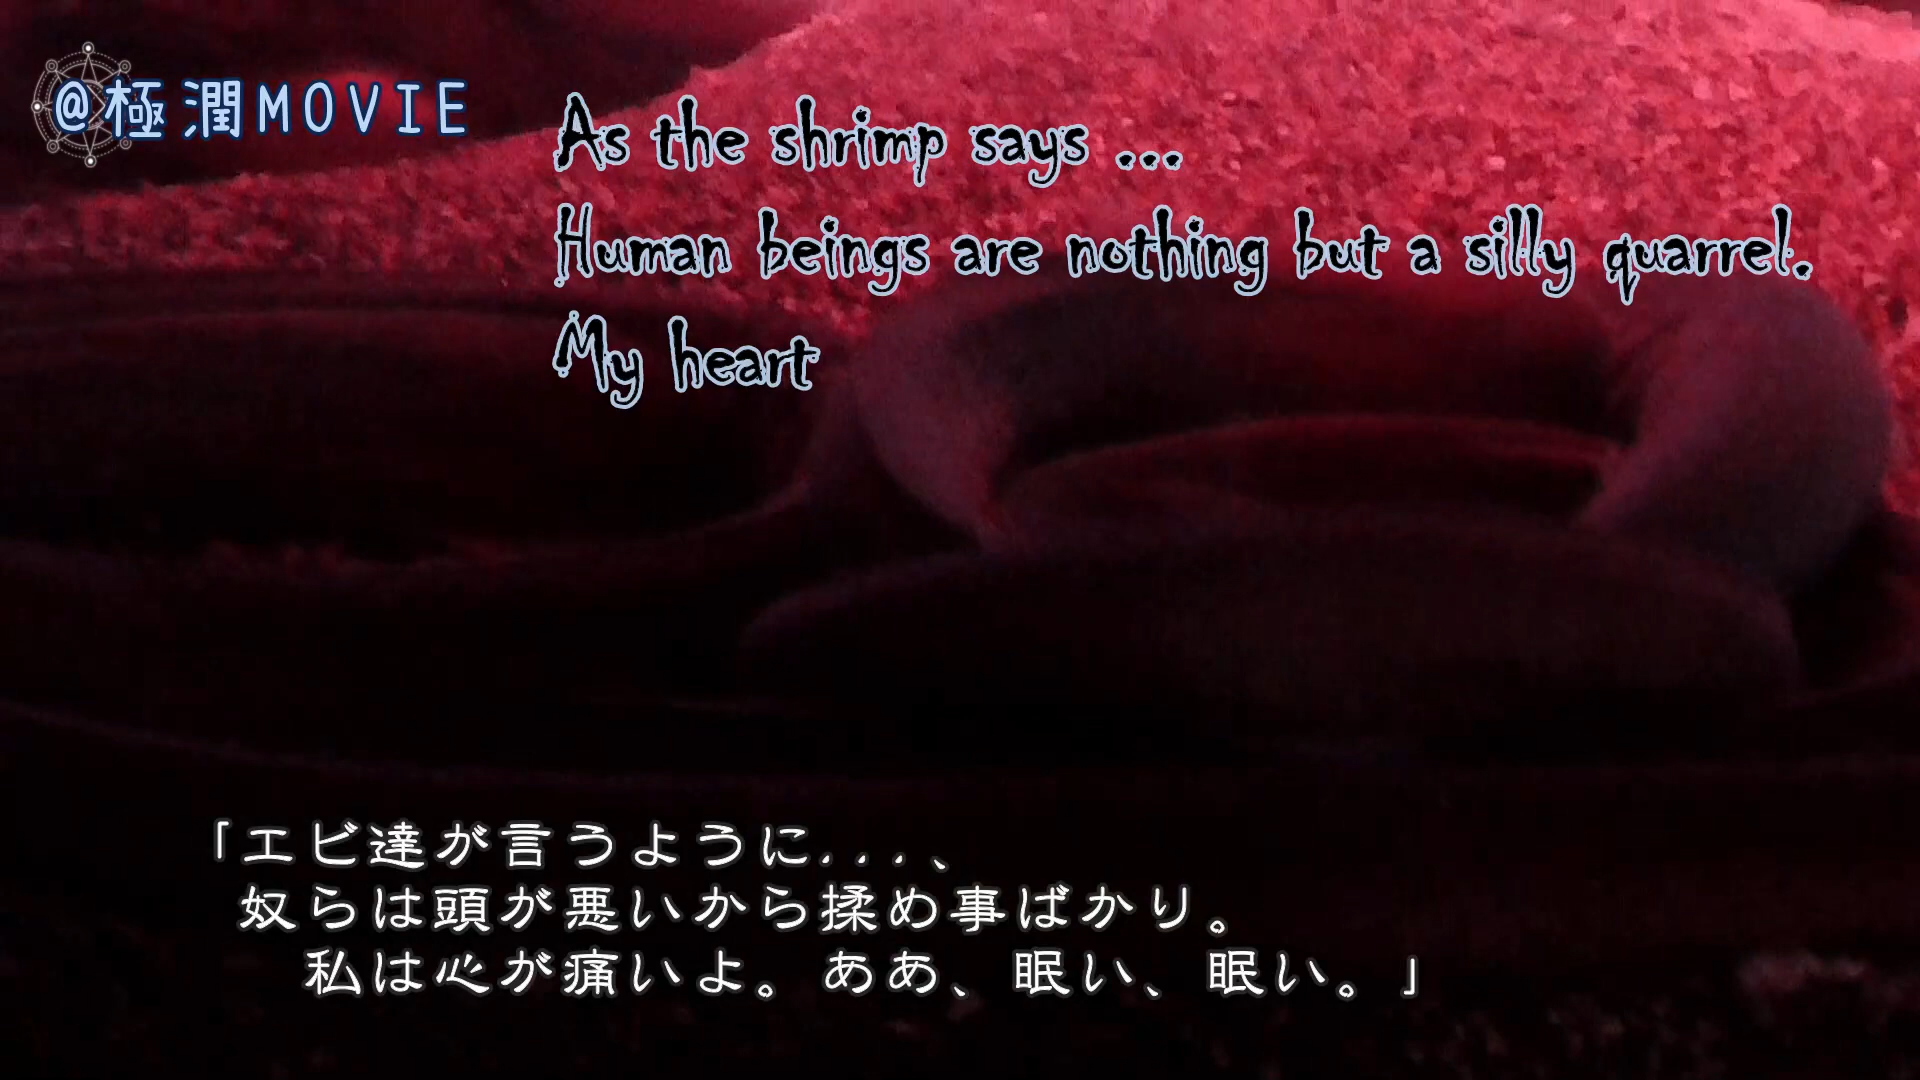 @極潤MOVIE
As the shrimp says ...
Human beings are nothing but a silly quarrel.
My heart
「エビ達が言うように...、
奴らは頭が悪いから揉め事ばかり。
私は心が痛いよ。ああ、眠い、眠い。」